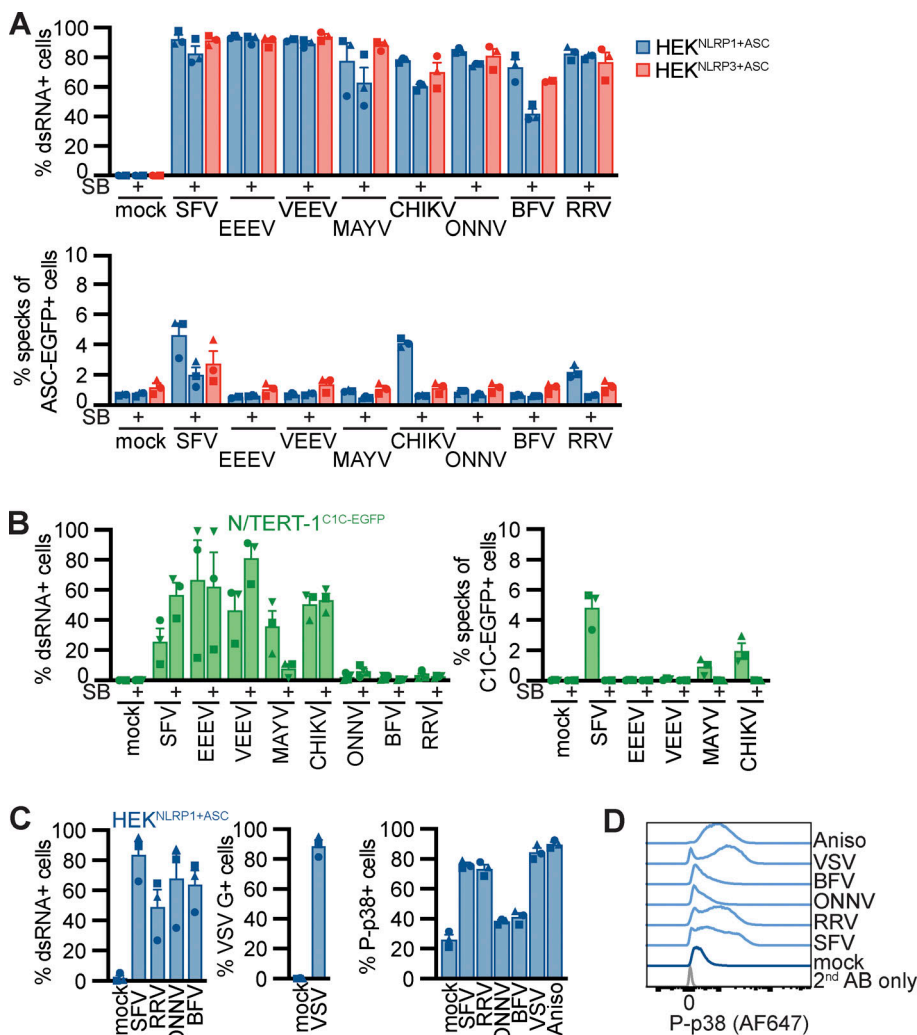 A
% dsRNA+ cells
100
80
60
40
20
0
HEK^NLRP1+ASC
HEK^NLRP3+ASC
SB + + + + + + + + +
mock SFV EEEV VEEV MAYV CHIKV ONNV BFV RRV
% specks of
ASC-EGFP+ cells
10
8
6
4
2
0
SB + + + + + + + + +
mock SFV EEEV VEEV MAYV CHIKV ONNV BFV RRV
B
N/TERT-1^C1C-EGFP
% dsRNA+ cells
100
80
60
40
20
0
SB + + + + + + + + +
mock SFV EEEV VEEV MAYV CHIKV ONNV BFV RRV
% specks of
C1C-EGFP+ cells
10
8
6
4
2
0
SB + + + + + +
mock SFV EEEV VEEV MAYV CHIKV
C
HEK^NLRP1+ASC
% dsRNA+ cells
100
80
60
40
20
0
mock SFV RRV ONNV BFV
% VSV G+ cells
100
80
60
40
20
0
mock VSV
% P-p38+ cells
100
80
60
40
20
0
mock SFV RRV ONNV BFV VSV Aniso
D
Aniso
VSV
BFV
ONNV
RRV
SFV
mock
2nd AB only
0
P-p38 (AF647)